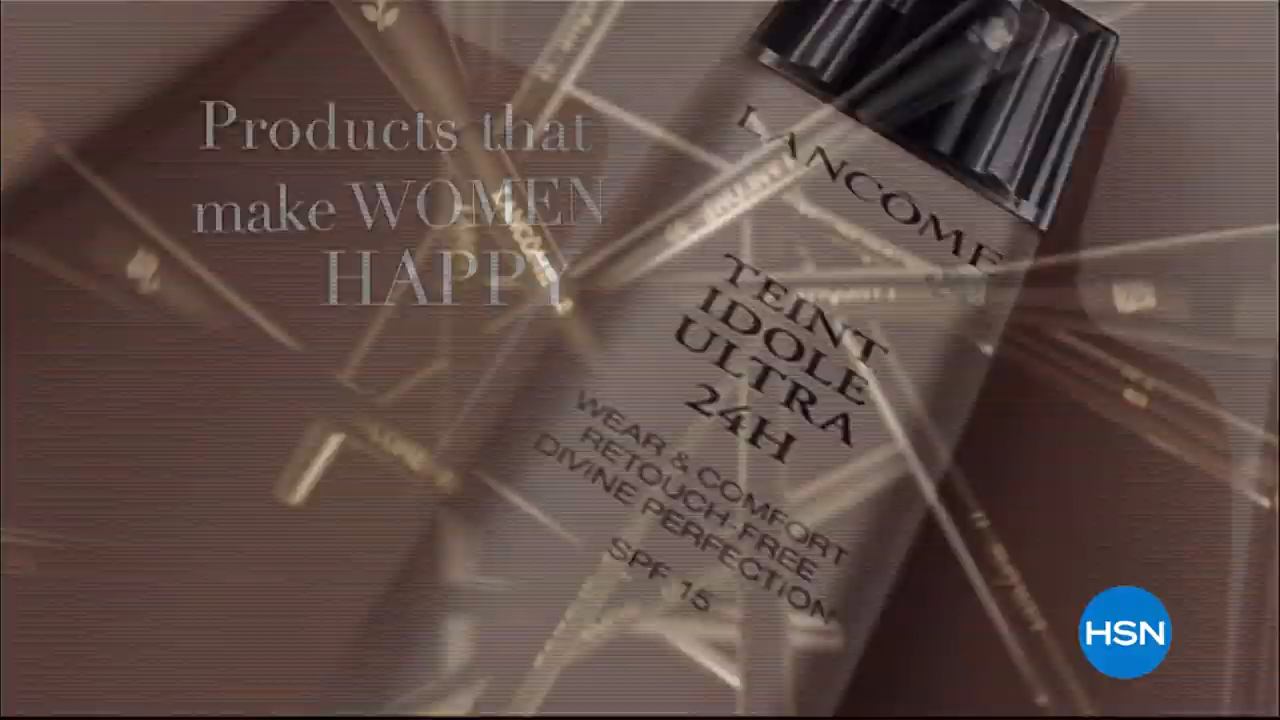 Products that
make WOMEN
HAPPY
LANCOME
TEINT
IDOLE
ULTRA
24H
WEAR & COMFORT
RETOUCH-FREE
DIVINE PERFECTION
SPF 15
HSN